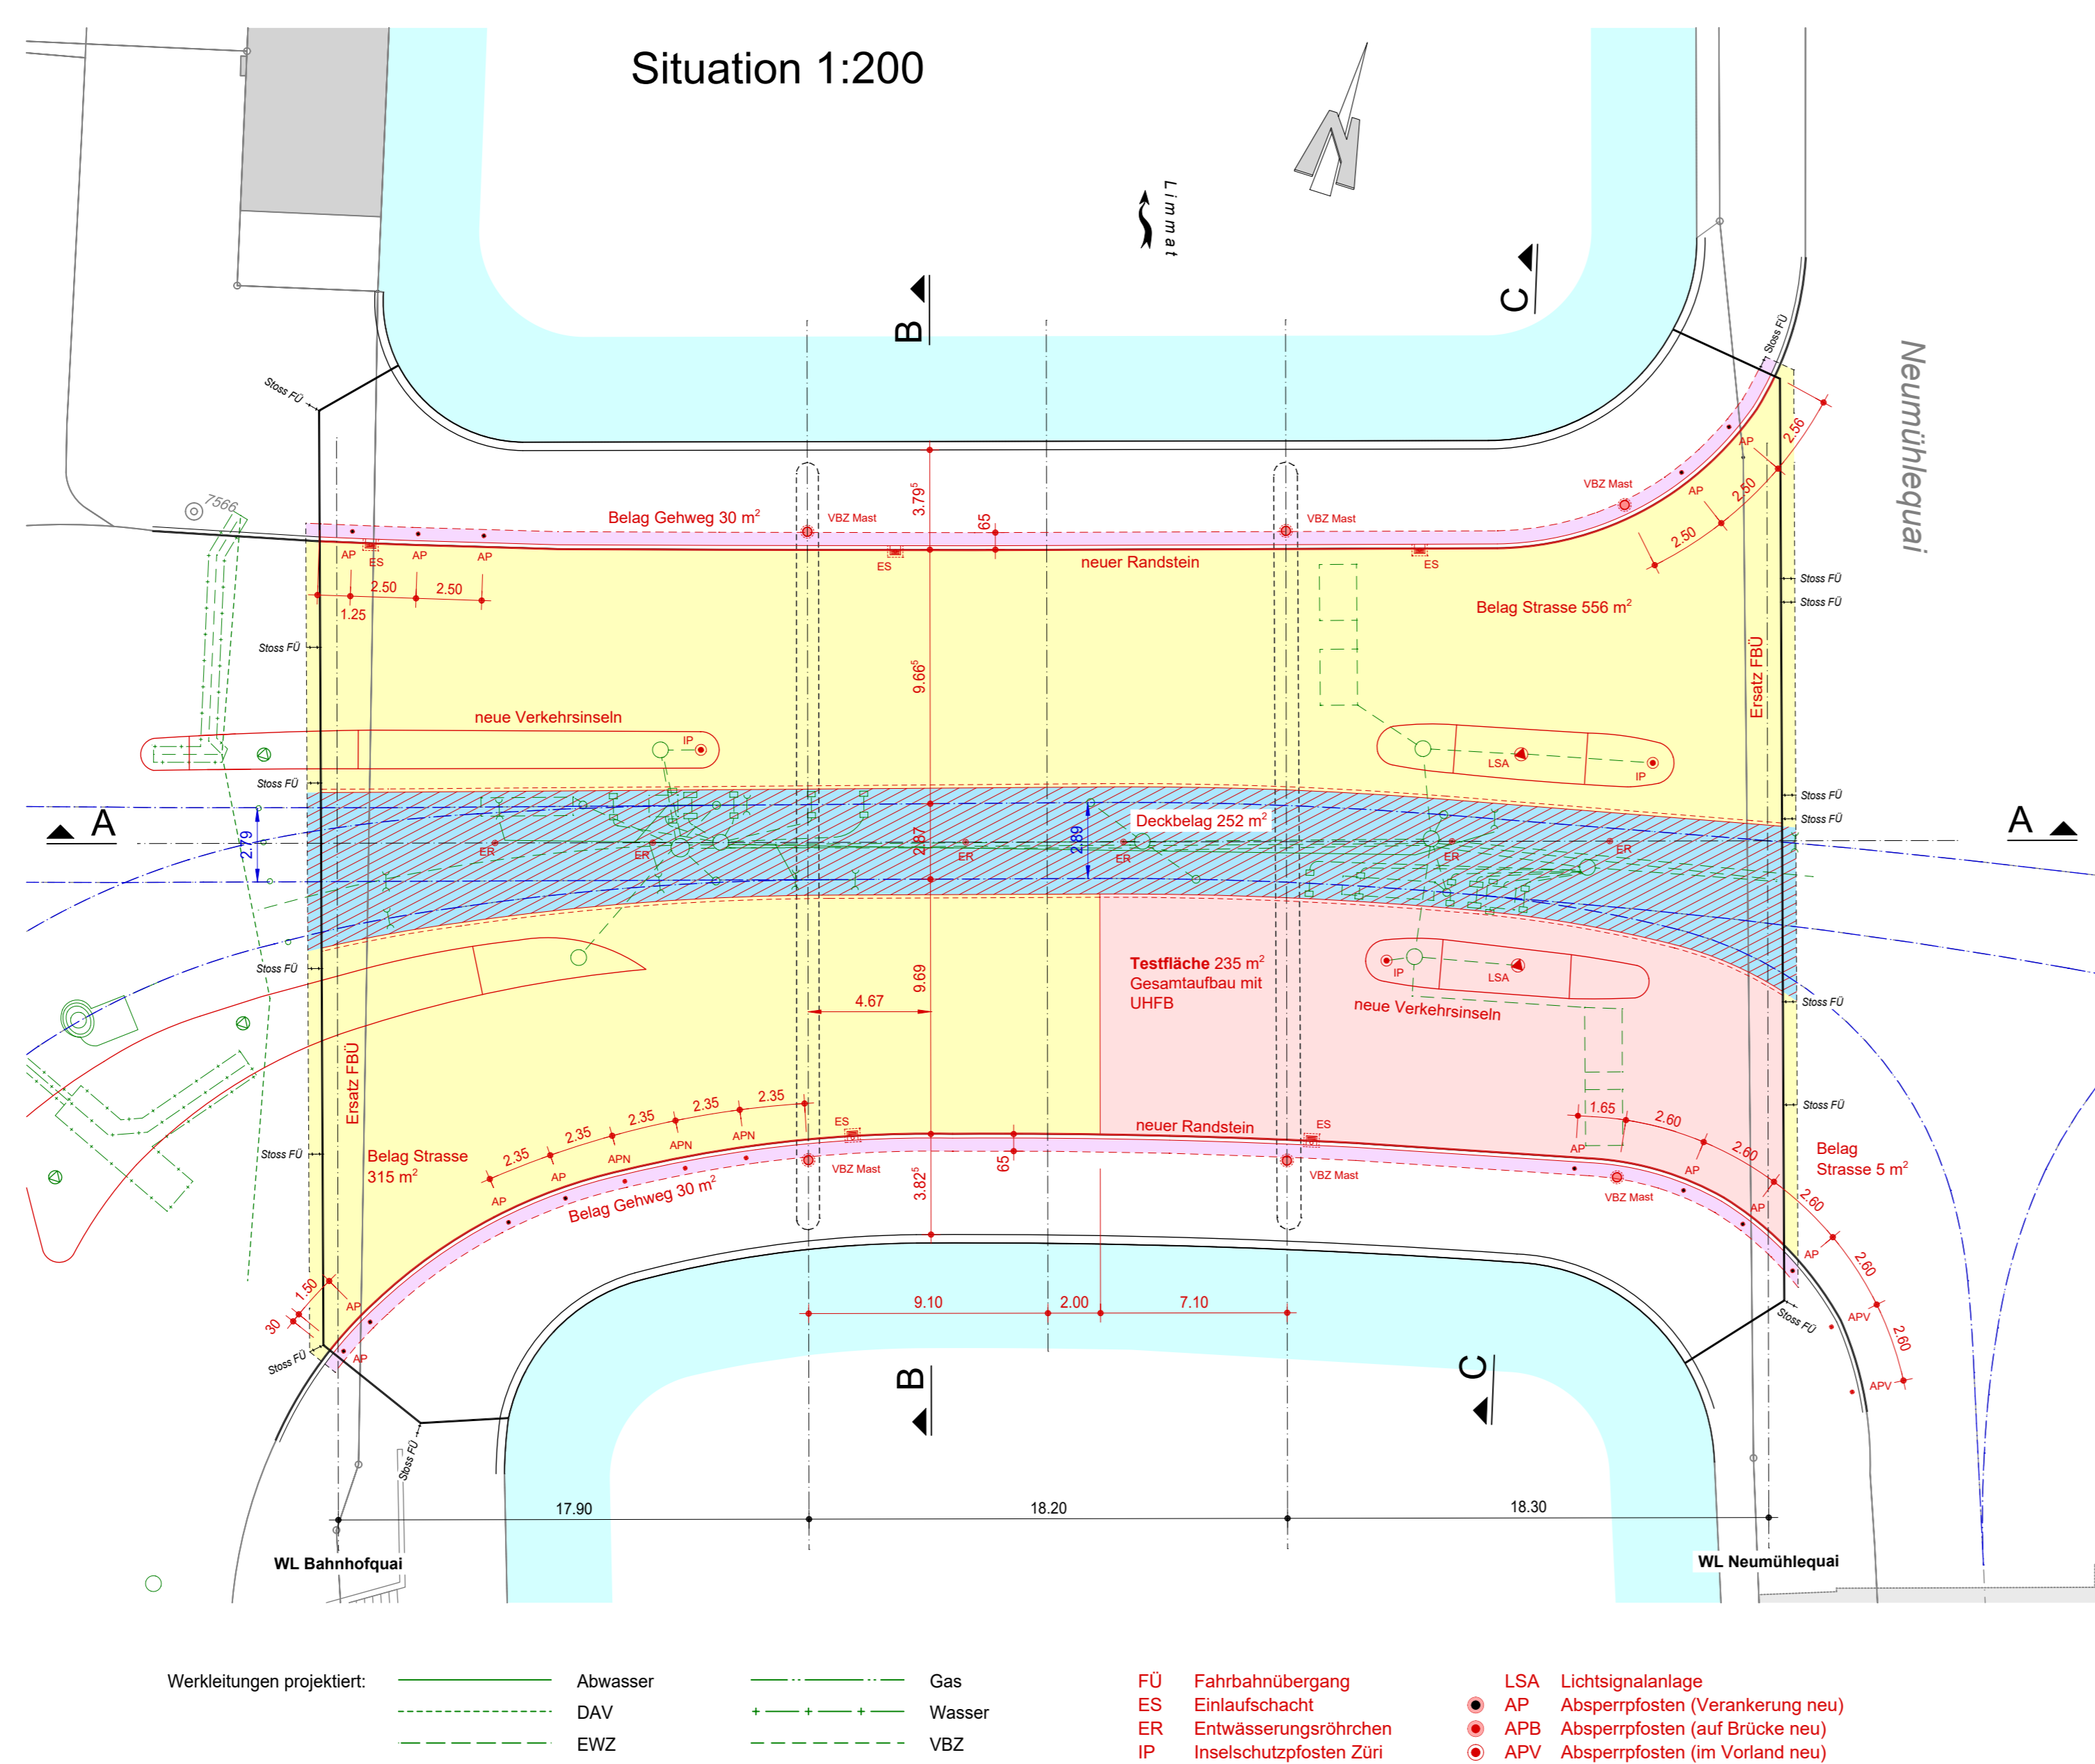 Situation 1:200
N
Limmat
B
C
Neumühlequai
Stoss FÜ
Stoss FÜ
7566
Belag Gehweg 30 m²
VBZ Mast
3.79⁵
65
VBZ Mast
VBZ Mast
AP
AP
2.56
2.50
2.50
AP
ES
AP
AP
ES
neuer Randstein
ES
2.50
2.50
1.25
Belag Strasse 556 m²
Stoss FÜ
Stoss FÜ
Stoss FÜ
9.66⁵
Ersatz FBÜ
neue Verkehrsinseln
IP
LSA
IP
Stoss FÜ
Stoss FÜ
Stoss FÜ
A
2.79
ER
ER
2.87
ER
2.89
ER
Deckbelag 252 m²
ER
ER
A
Stoss FÜ
9.69
4.67
Testfläche 235 m²
Gesamtaufbau mit
UHFB
IP
LSA
neue Verkehrsinseln
Stoss FÜ
Ersatz FBÜ
2.35
2.35
2.35
2.35
2.35
ES
neuer Randstein
ES
1.65
2.60
2.60
2.60
2.60
2.60
Stoss FÜ
Stoss FÜ
Belag Strasse
315 m²
AP
AP
APN
APN
VBZ Mast
3.82⁵
65
VBZ Mast
AP
VBZ Mast
AP
AP
AP
APV
APV
Belag
Strasse 5 m²
Belag Gehweg 30 m²
1.50
30
AP
AP
Stoss FÜ
9.10
2.00
7.10
Stoss FÜ
B
C
Stoss FÜ
17.90
18.20
18.30
WL Bahnhofquai
WL Neumühlequai
Werkleitungen projektiert:
Abwasser
DAV
EWZ
Gas
Wasser
VBZ
FÜ Fahrbahnübergang
ES Einlaufschacht
ER Entwässerungsröhrchen
IP Inselschutzpfosten Züri
LSA Lichtsignalanlage
AP Absperrpfosten (Verankerung neu)
APB Absperrpfosten (auf Brücke neu)
APV Absperrpfosten (im Vorland neu)